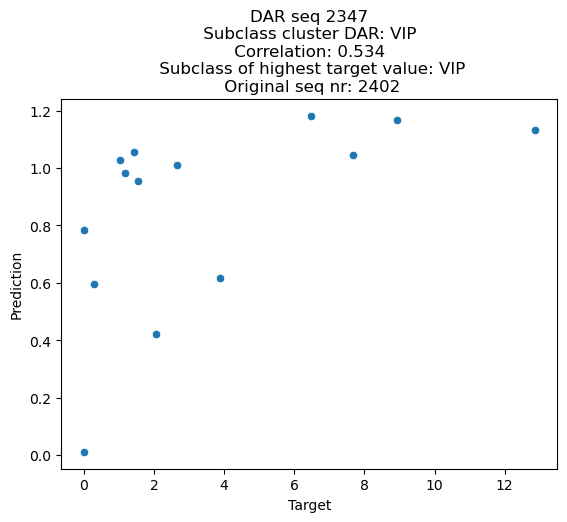 DAR seq 2347
Subclass cluster DAR: VIP
Correlation: 0.534
Subclass of highest target value: VIP
Original seq nr: 2402
1.2
1.0
0.8
0.6
0.4
0.2
0.0
Prediction
0 2 4 6 8 10 12
Target